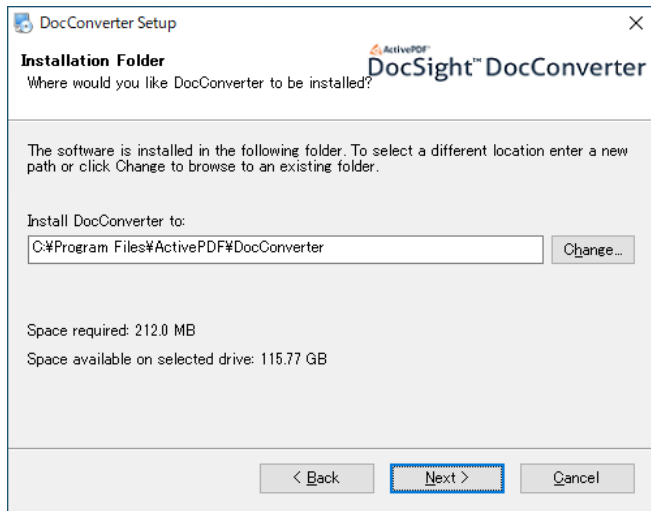 DocConverter Setup
Installation Folder
Where would you like DocConverter to be installed?
ActivePDF®
DocSight™ DocConverter
The software is installed in the following folder. To select a different location enter a new
path or click Change to browse to an existing folder.
Install DocConverter to:
C:¥Program Files¥ActivePDF¥DocConverter
Change...
Space required: 212.0 MB
Space available on selected drive: 115.77 GB
< Back
Next >
Cancel